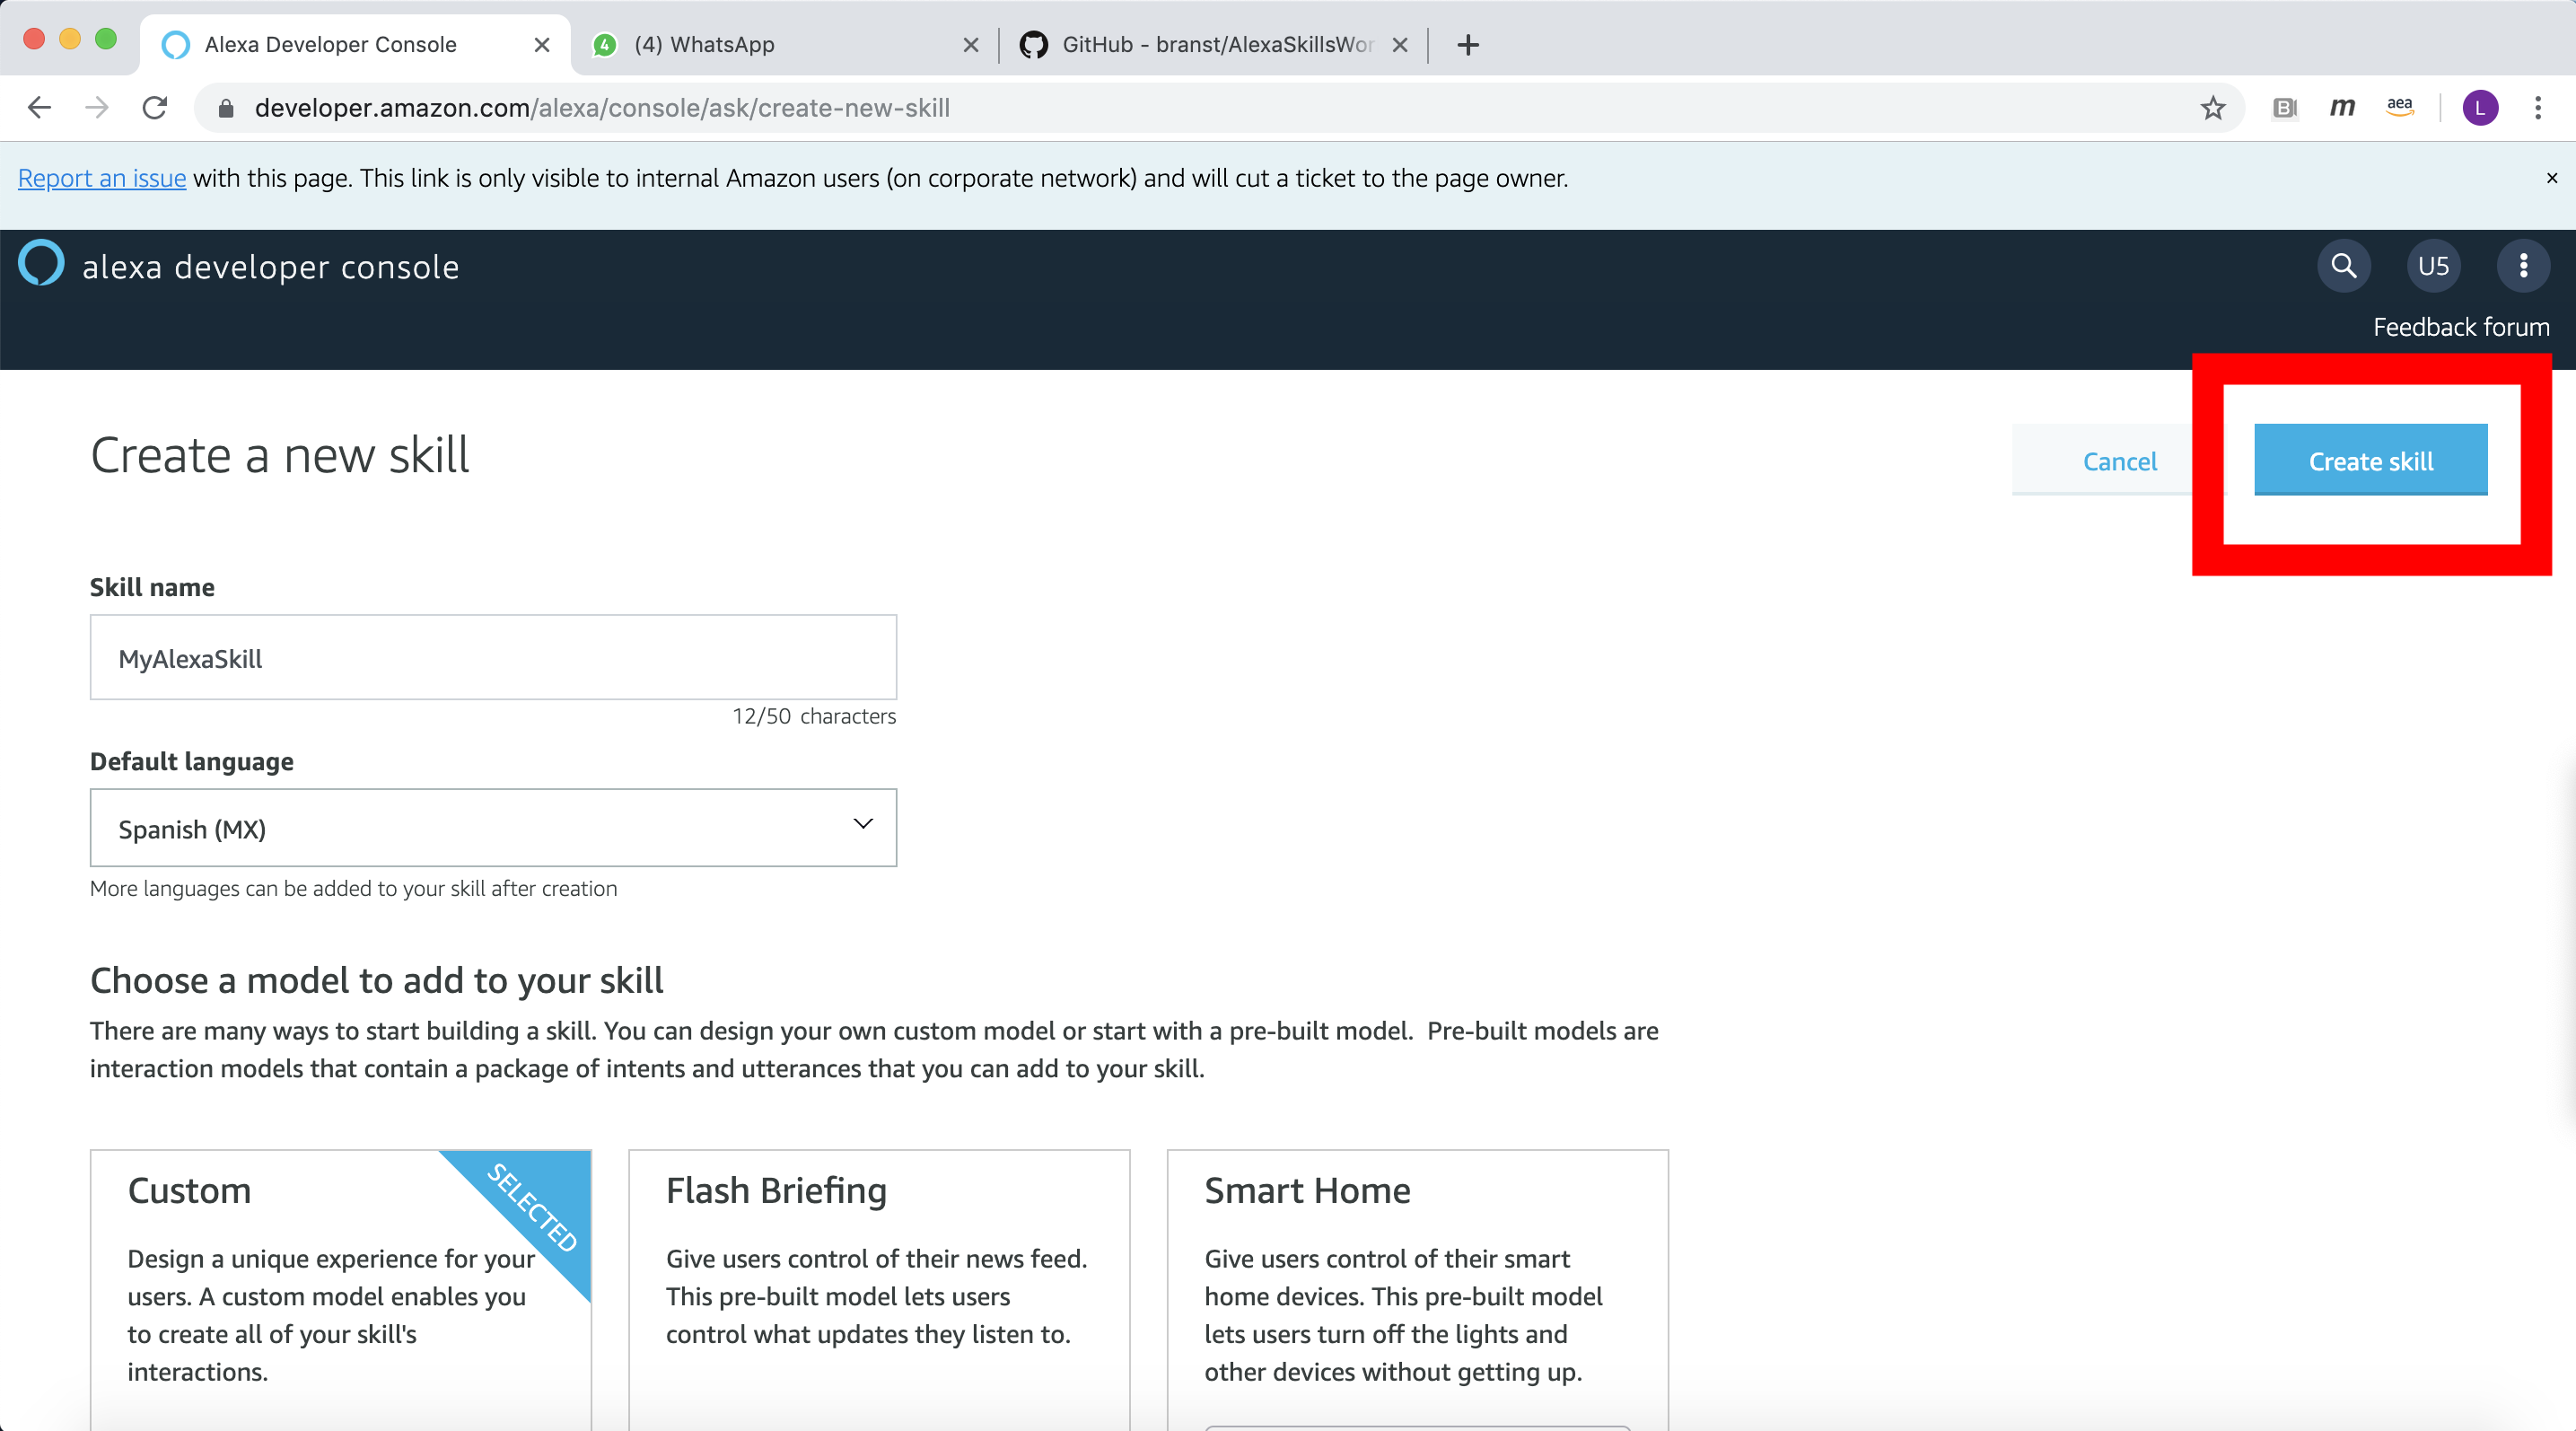 Alexa Developer Console
4
(4) WhatsApp
GitHub - branst/AlexaSkillsWor
developer.amazon.com/alexa/console/ask/create-new-skill
B
m
aea
L
Report an issue with this page. This link is only visible to internal Amazon users (on corporate network) and will cut a ticket to the page owner.
alexa developer console
U5
Feedback forum
Create a new skill
Cancel
Create skill
Skill name
MyAlexaSkill
12/50 characters
Default language
Spanish (MX)
More languages can be added to your skill after creation
Choose a model to add to your skill
There are many ways to start building a skill. You can design your own custom model or start with a pre-built model. Pre-built models are
interaction models that contain a package of intents and utterances that you can add to your skill.
Custom
SELECTED
Design a unique experience for your
users. A custom model enables you
to create all of your skill's
interactions.
Flash Briefing
Give users control of their news feed.
This pre-built model lets users
control what updates they listen to.
Smart Home
Give users control of their smart
home devices. This pre-built model
lets users turn off the lights and
other devices without getting up.